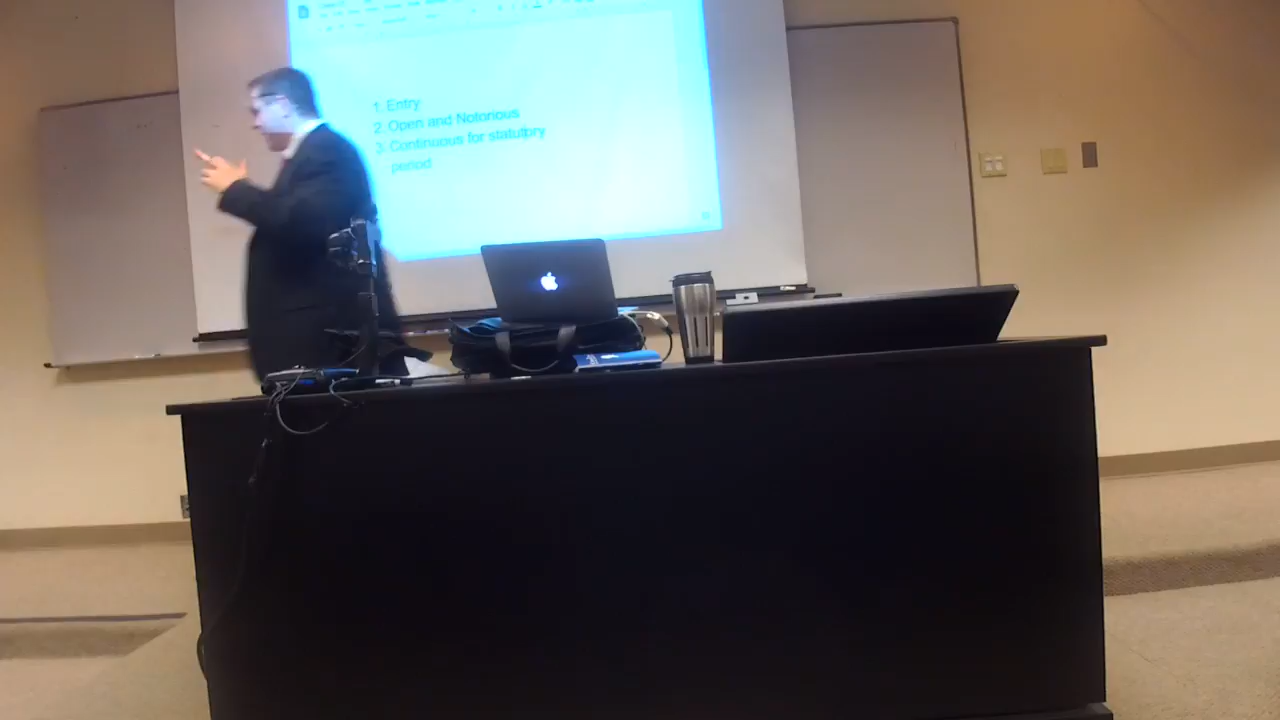 1. Entry
2. Open and Notorious
3. Continuous for statutory
period